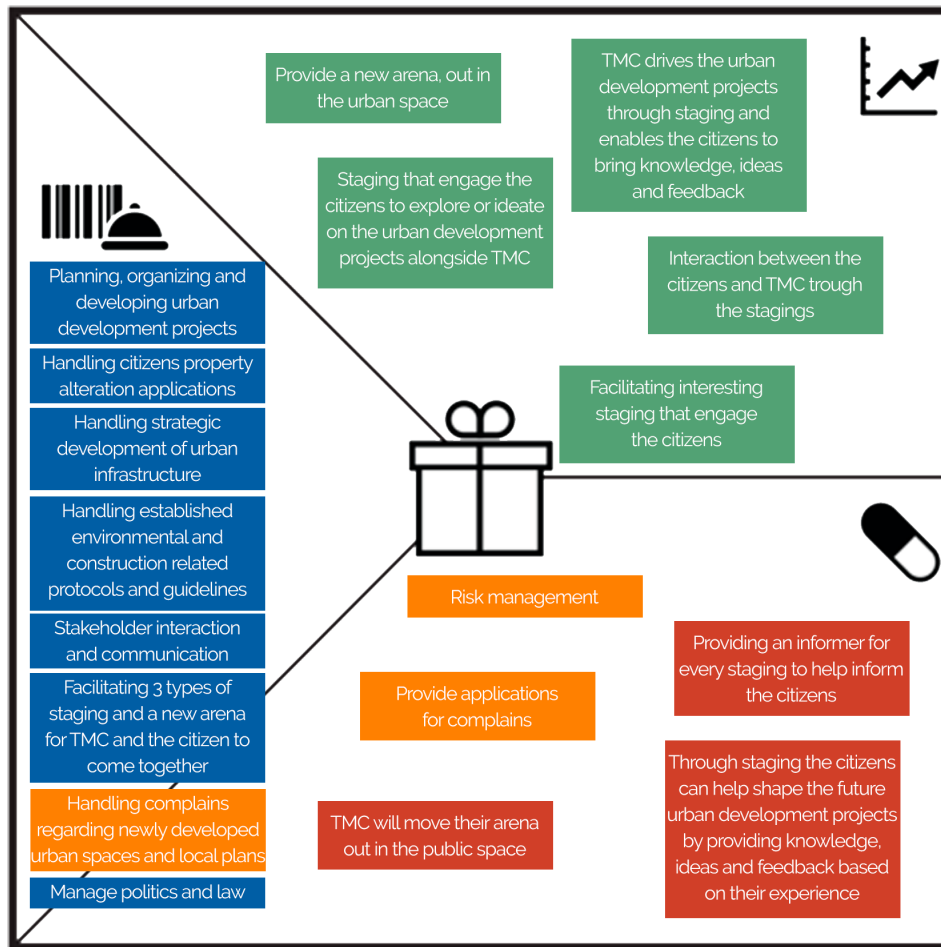 Provide a new arena, out in
the urban space
TMC drives the urban
development projects
through staging and
enables the citizens to
bring knowledge, ideas
and feedback
Staging that engage the
citizens to explore or ideate
on the urban development
projects alongside TMC
Interaction between the
citizens and TMC trough
the stagings
Facilitating interesting
staging that engage
the citizens
Planning, organizing and
developing urban
development projects
Handling citizens property
alteration applications
Handling strategic
development of urban
infrastructure
Handling established
environmental and
construction related
protocols and guidelines
Stakeholder interaction
and communication
Facilitating 3 types of
staging and a new arena
for TMC and the citizen to
come together
Handling complains
regarding newly developed
urban spaces and local plans
Manage politics and law
Risk management
Provide applications
for complains
TMC will move their arena
out in the public space
Providing an informer for
every staging to help inform
the citizens
Through staging the citizens
can help shape the future
urban development projects
by providing knowledge,
ideas and feedback based
on their experience